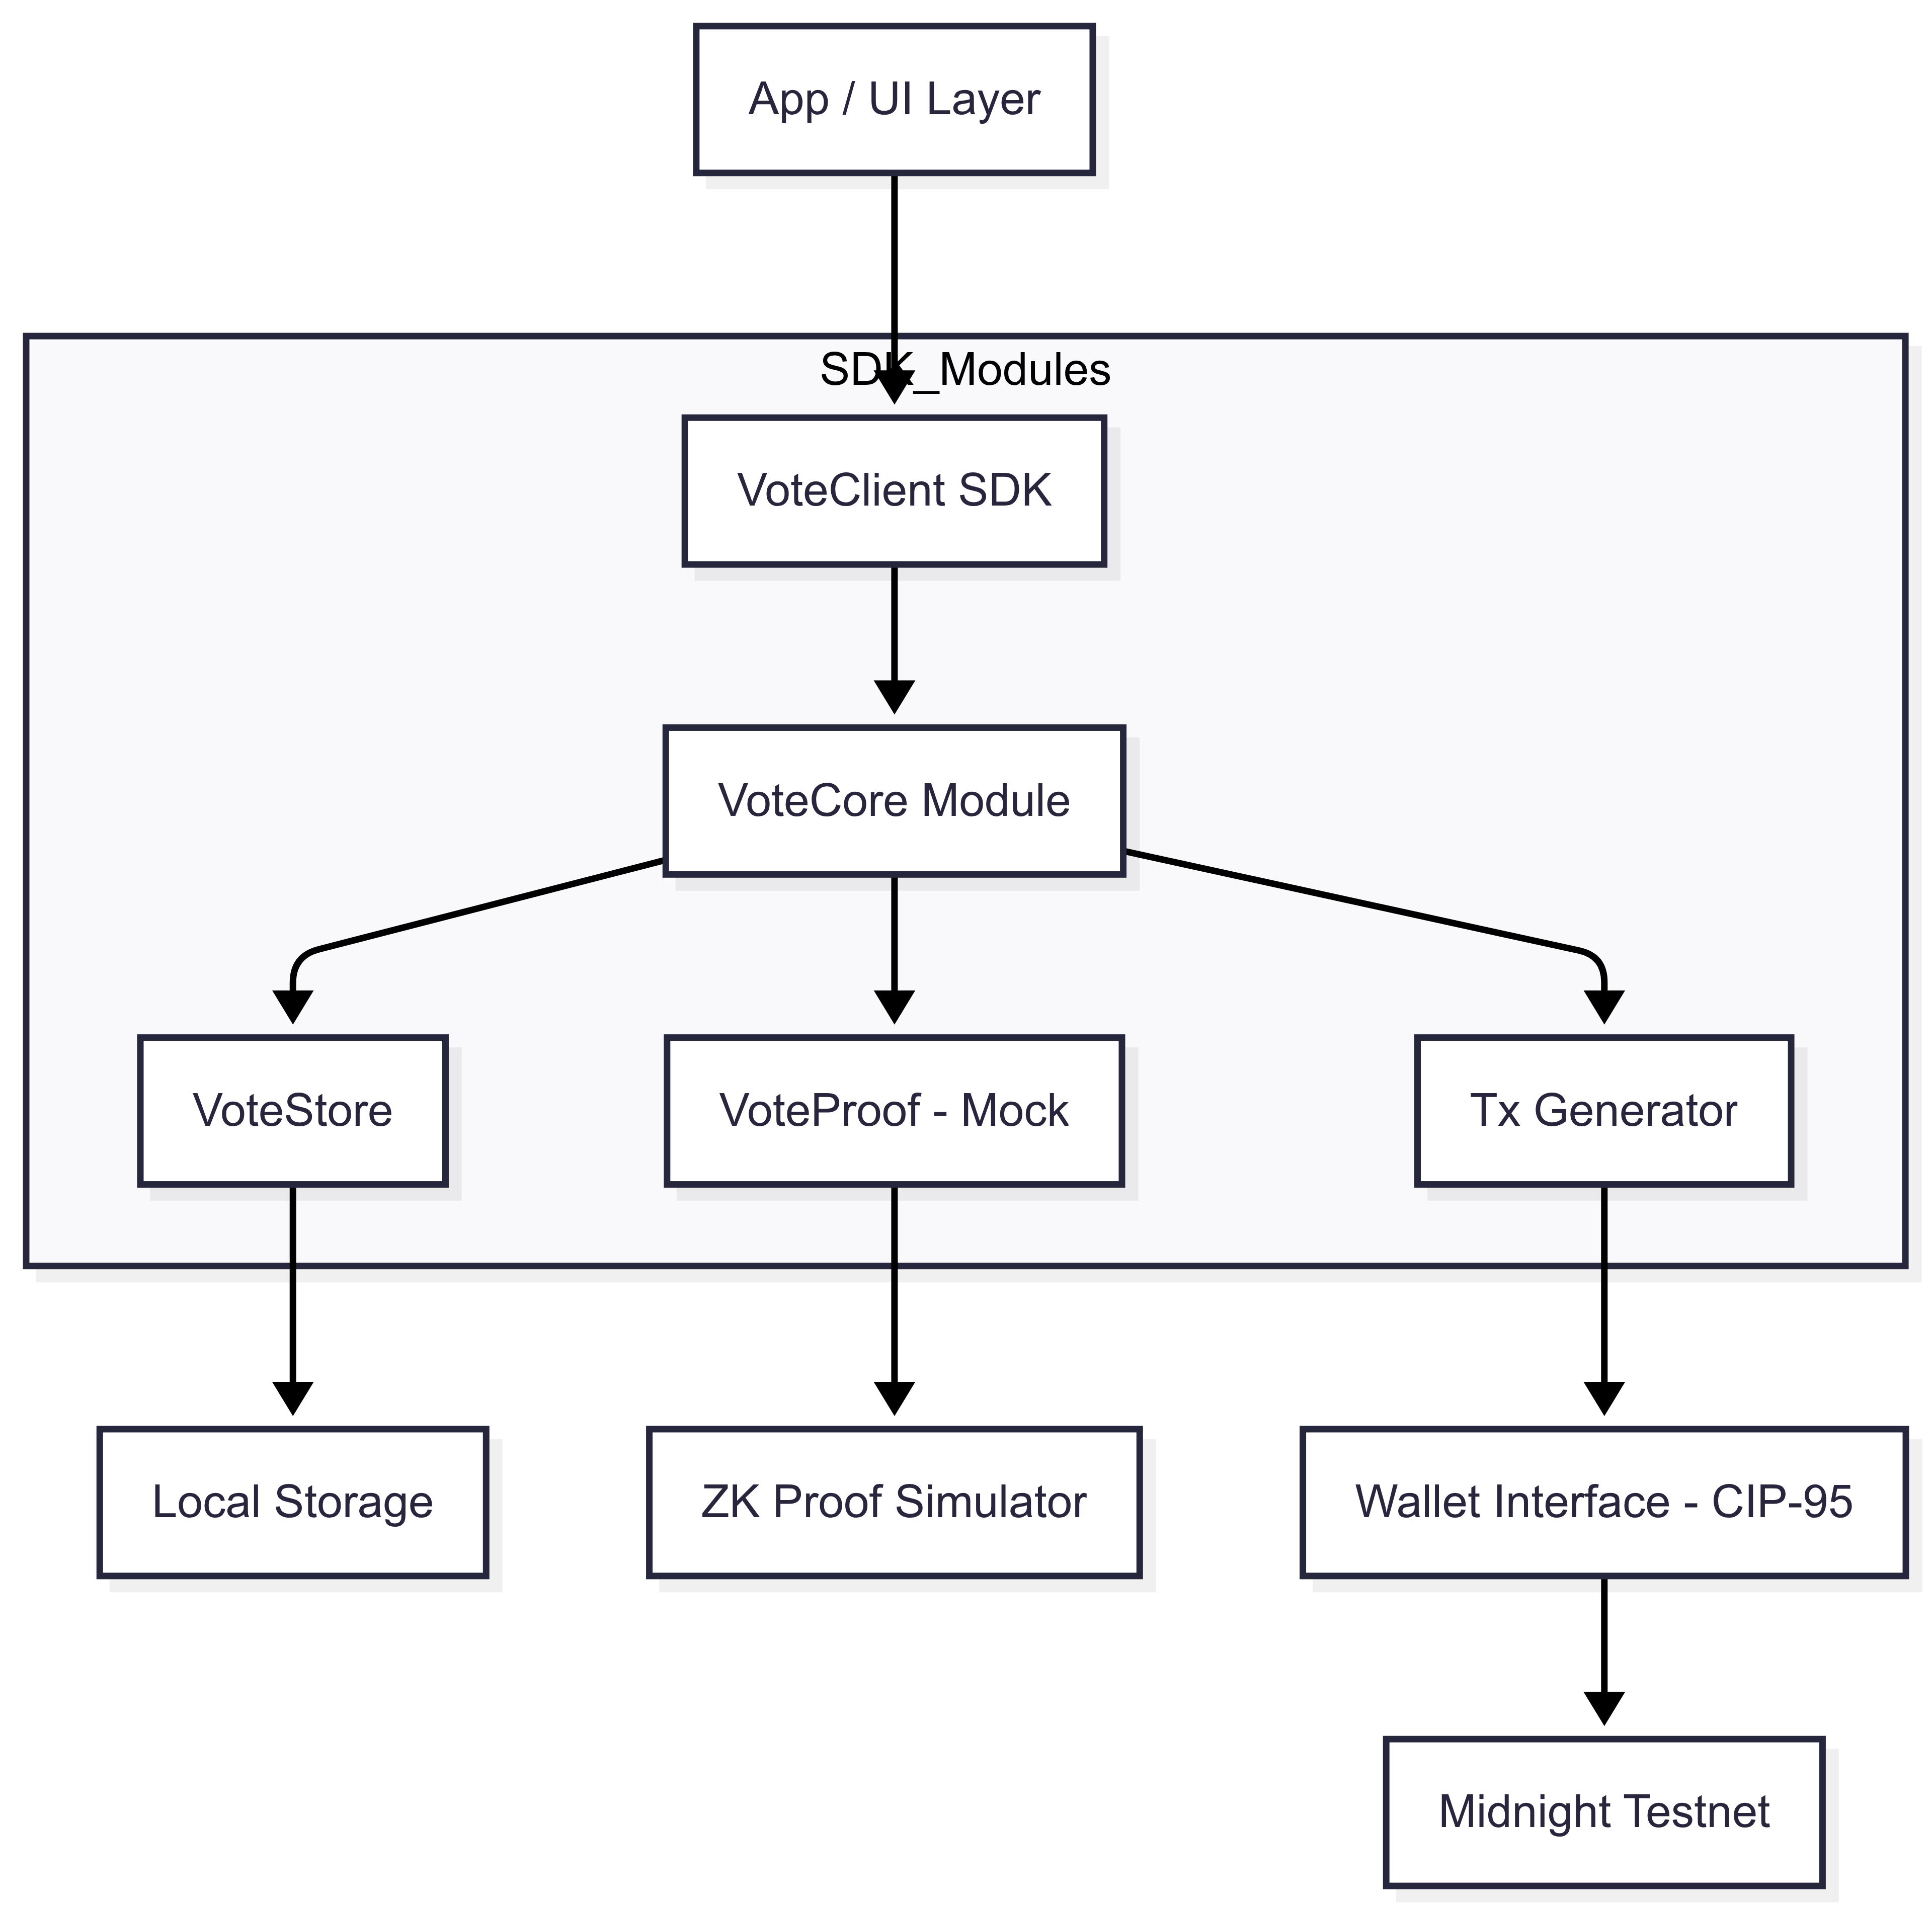 App / UI Layer
SDK_Modules
VoteClient SDK
VoteCore Module
VoteStore
VoteProof - Mock
Tx Generator
Local Storage
ZK Proof Simulator
Wallet Interface - CIP-95
Midnight Testnet